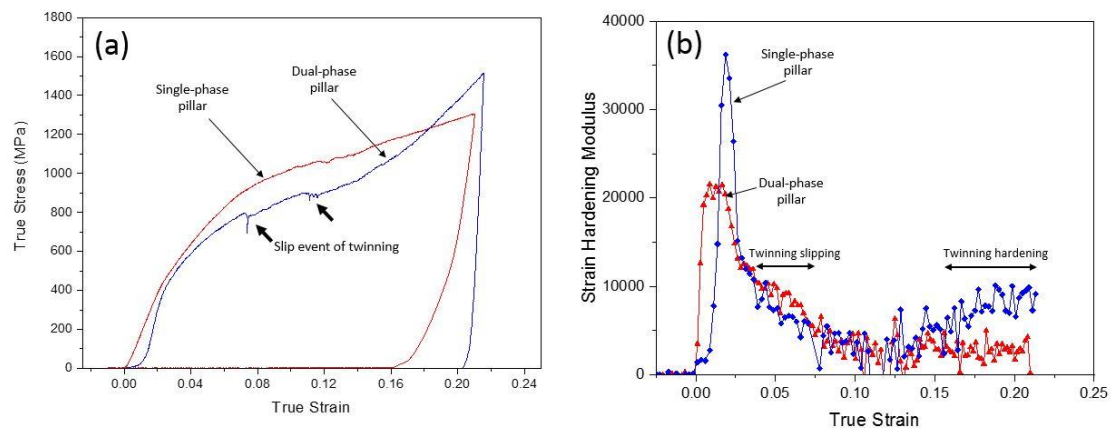 (a)
1800
1600
1400
1200
1000
800
600
400
200
0
True Stress (MPa)
Single-phase
pillar
Dual-phase
pillar
Slip event of twinning
0.00
0.04
0.08
0.12
0.16
0.20
0.24
True Strain
(b)
40000
30000
20000
10000
0
Strain Hardening Modulus
Single-phase
pillar
Dual-phase
pillar
Twinning slipping
Twinning hardening
0.00
0.05
0.10
0.15
0.20
0.25
True Strain